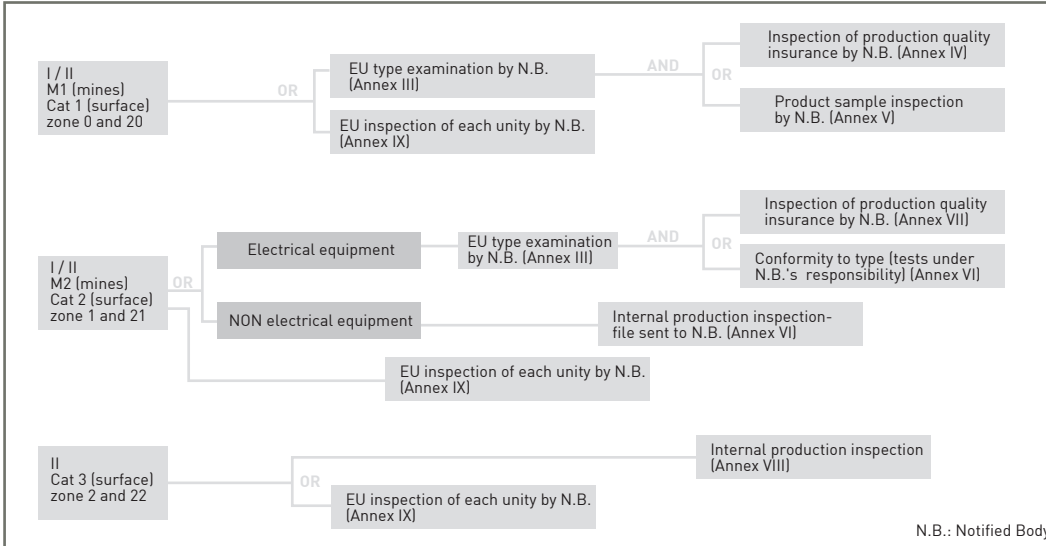 I / II
M1 (mines)
Cat 1 (surface)
zone 0 and 20
OR
EU type examination by N.B.
(Annex III)
EU inspection of each unity by N.B.
(Annex IX)
AND
OR
Inspection of production quality
insurance by N.B. (Annex IV)
Product sample inspection
by N.B. (Annex V)
I / II
M2 (mines)
Cat 2 (surface)
zone 1 and 21
OR
Electrical equipment
EU type examination
by N.B. (Annex III)
AND
OR
Inspection of production quality
insurance by N.B. (Annex VII)
Conformity to type (tests under
N.B.'s responsibility) (Annex VI)
NON electrical equipment
Internal production inspection-
file sent to N.B. (Annex VI)
EU inspection of each unity by N.B.
(Annex IX)
II
Cat 3 (surface)
zone 2 and 22
OR
Internal production inspection
(Annex VIII)
EU inspection of each unity by N.B.
(Annex IX)
N.B.: Notified Body